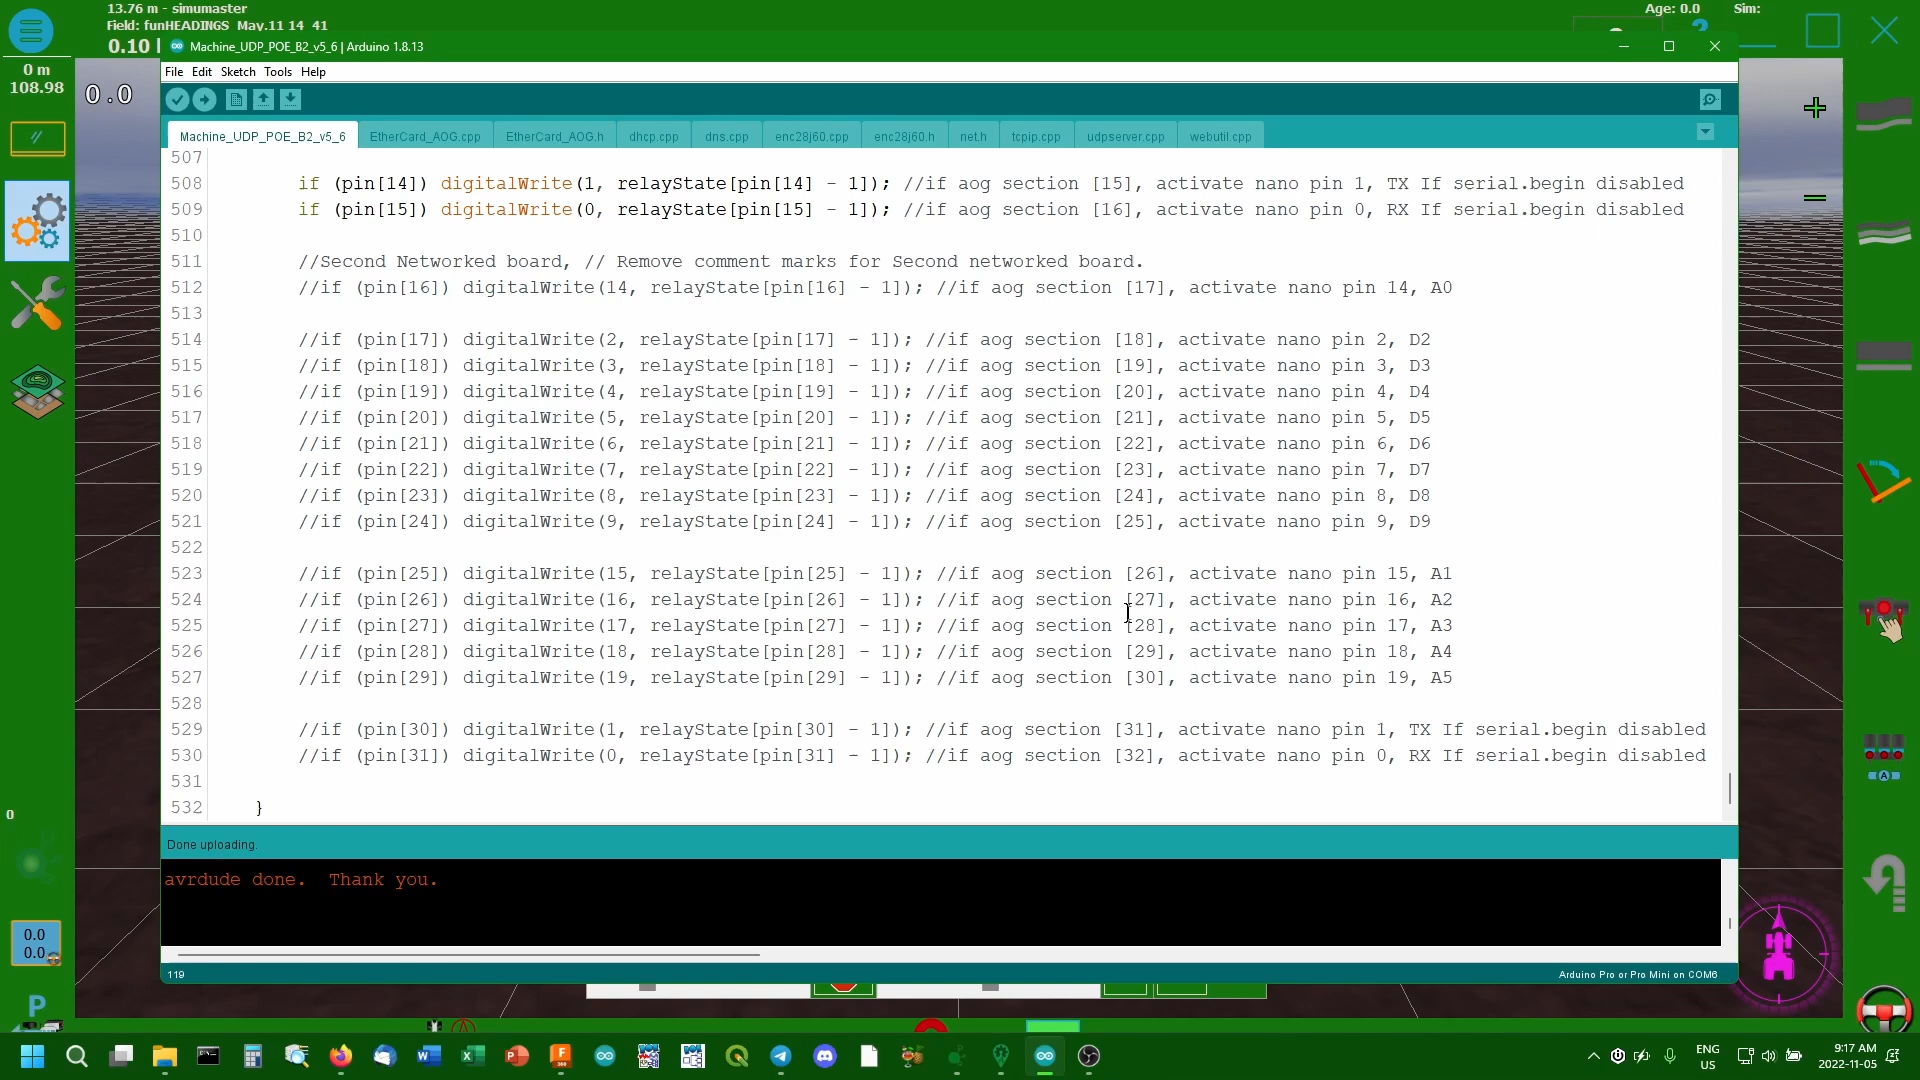 13.76 m - simumaster
Field: funHEADINGS May.11 14 41
0.10
Age: 0.0
Sim:
Machine_UDP_POE_B2_v5_6 | Arduino 1.8.13
File Edit Sketch Tools Help
0 m
108.98
0.0
Machine_UDP_POE_B2_v5_6 EtherCard_AOG.cpp EtherCard_AOG.h dhcp.cpp dns.cpp enc28j60.cpp enc28j60.h net.h tcpip.cpp udpserver.cpp webutil.cpp
507
508 if (pin[14]) digitalWrite(1, relayState[pin[14] - 1]); //if aog section [15], activate nano pin 1, TX If serial.begin disabled
509 if (pin[15]) digitalWrite(0, relayState[pin[15] - 1]); //if aog section [16], activate nano pin 0, RX If serial.begin disabled
510
511 //Second Networked board, // Remove comment marks for Second networked board.
512 //if (pin[16]) digitalWrite(14, relayState[pin[16] - 1]); //if aog section [17], activate nano pin 14, A0
513
514 //if (pin[17]) digitalWrite(2, relayState[pin[17] - 1]); //if aog section [18], activate nano pin 2, D2
515 //if (pin[18]) digitalWrite(3, relayState[pin[18] - 1]); //if aog section [19], activate nano pin 3, D3
516 //if (pin[19]) digitalWrite(4, relayState[pin[19] - 1]); //if aog section [20], activate nano pin 4, D4
517 //if (pin[20]) digitalWrite(5, relayState[pin[20] - 1]); //if aog section [21], activate nano pin 5, D5
518 //if (pin[21]) digitalWrite(6, relayState[pin[21] - 1]); //if aog section [22], activate nano pin 6, D6
519 //if (pin[22]) digitalWrite(7, relayState[pin[22] - 1]); //if aog section [23], activate nano pin 7, D7
520 //if (pin[23]) digitalWrite(8, relayState[pin[23] - 1]); //if aog section [24], activate nano pin 8, D8
521 //if (pin[24]) digitalWrite(9, relayState[pin[24] - 1]); //if aog section [25], activate nano pin 9, D9
522
523 //if (pin[25]) digitalWrite(15, relayState[pin[25] - 1]); //if aog section [26], activate nano pin 15, A1
524 //if (pin[26]) digitalWrite(16, relayState[pin[26] - 1]); //if aog section [27], activate nano pin 16, A2
525 //if (pin[27]) digitalWrite(17, relayState[pin[27] - 1]); //if aog section [28], activate nano pin 17, A3
526 //if (pin[28]) digitalWrite(18, relayState[pin[28] - 1]); //if aog section [29], activate nano pin 18, A4
527 //if (pin[29]) digitalWrite(19, relayState[pin[29] - 1]); //if aog section [30], activate nano pin 19, A5
528
529 //if (pin[30]) digitalWrite(1, relayState[pin[30] - 1]); //if aog section [31], activate nano pin 1, TX If serial.begin disabled
530 //if (pin[31]) digitalWrite(0, relayState[pin[31] - 1]); //if aog section [32], activate nano pin 0, RX If serial.begin disabled
531
532 }
0
Done uploading.
avrdude done.  Thank you.
0.0
0.0
119
Arduino Pro or Pro Mini on COM6
P
ENG
US
9:17 AM
2022-11-05